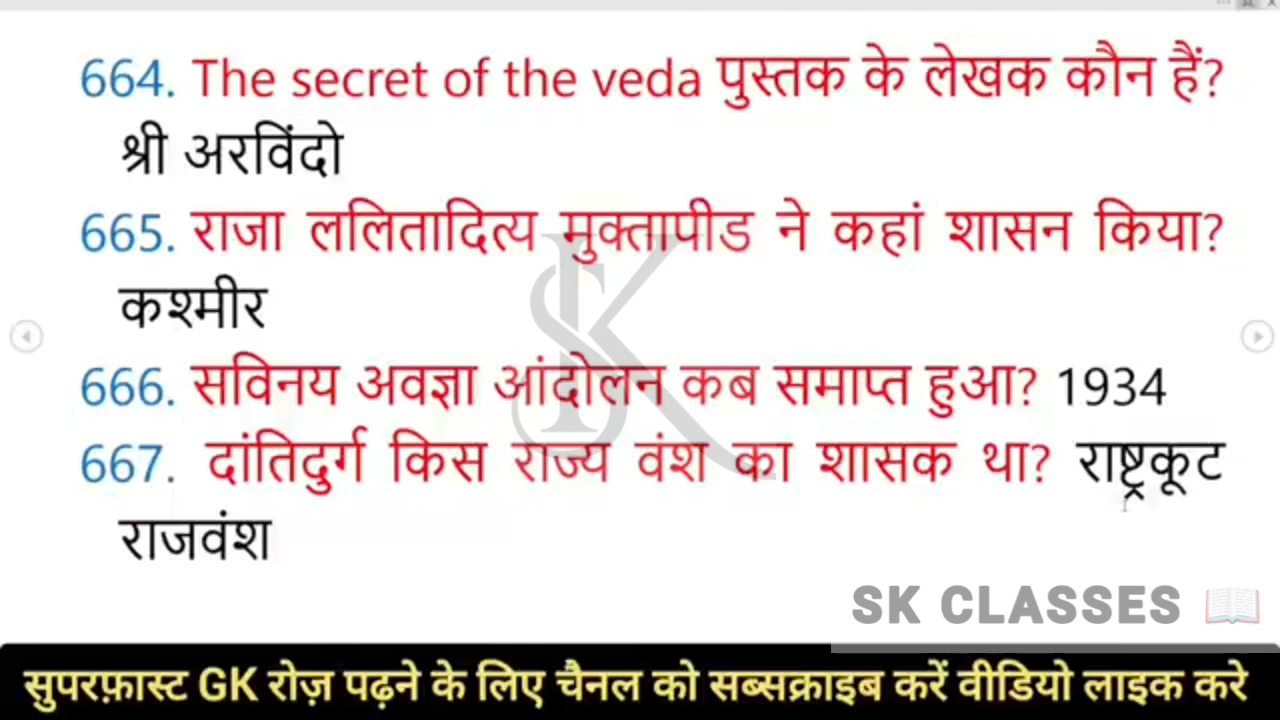 664. The secret of the veda पुस्तक के लेखक कौन हैं?
श्री अरविंदो
665. राजा ललितादित्य मुक्तापीड ने कहां शासन किया?
कश्मीर
666. सविनय अवज्ञा आंदोलन कब समाप्त हुआ? 1934
667. दांतिदुर्ग किस राज्य वंश का शासक था? राष्ट्रकूट
राजवंश
SK
SK CLASSES
सुपरफ़ास्ट GK रोज़ पढ़ने के लिए चैनल को सब्सक्राइब करें वीडियो लाइक करे